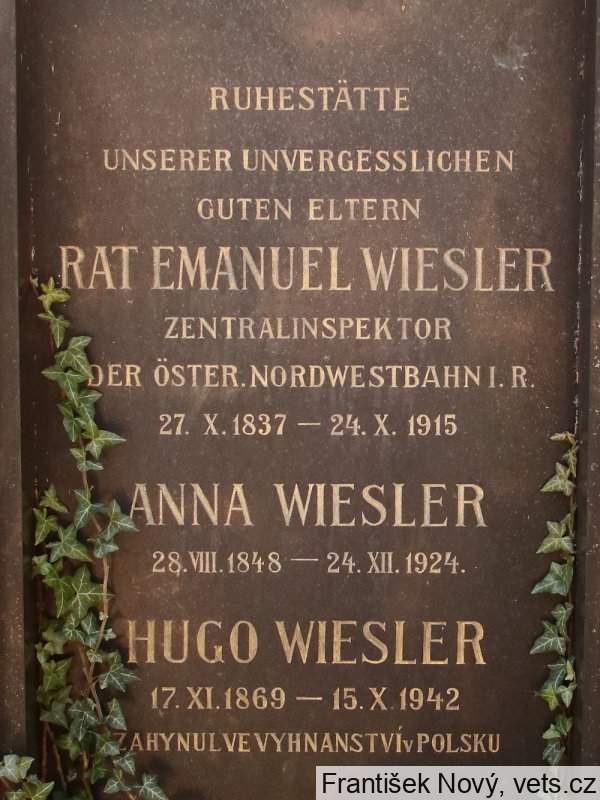 RUHESTÄTTE
UNSERER UNVERGESSLICHEN
GUTEN ELTERN
RAT EMANUEL WIESLER
ZENTRALINSPEKTOR
DER ÖSTER. NORDWESTBAHN I. R.
27. X. 1837 — 24. X. 1915
ANNA WIESLER
28. VIII. 1848 — 24. XII. 1924.
HUGO WIESLER
17. XI. 1869 — 15. X. 1942
ZAHYNUL VE VYHNANSTVÍ v POLSKU
František Nový, vets.cz